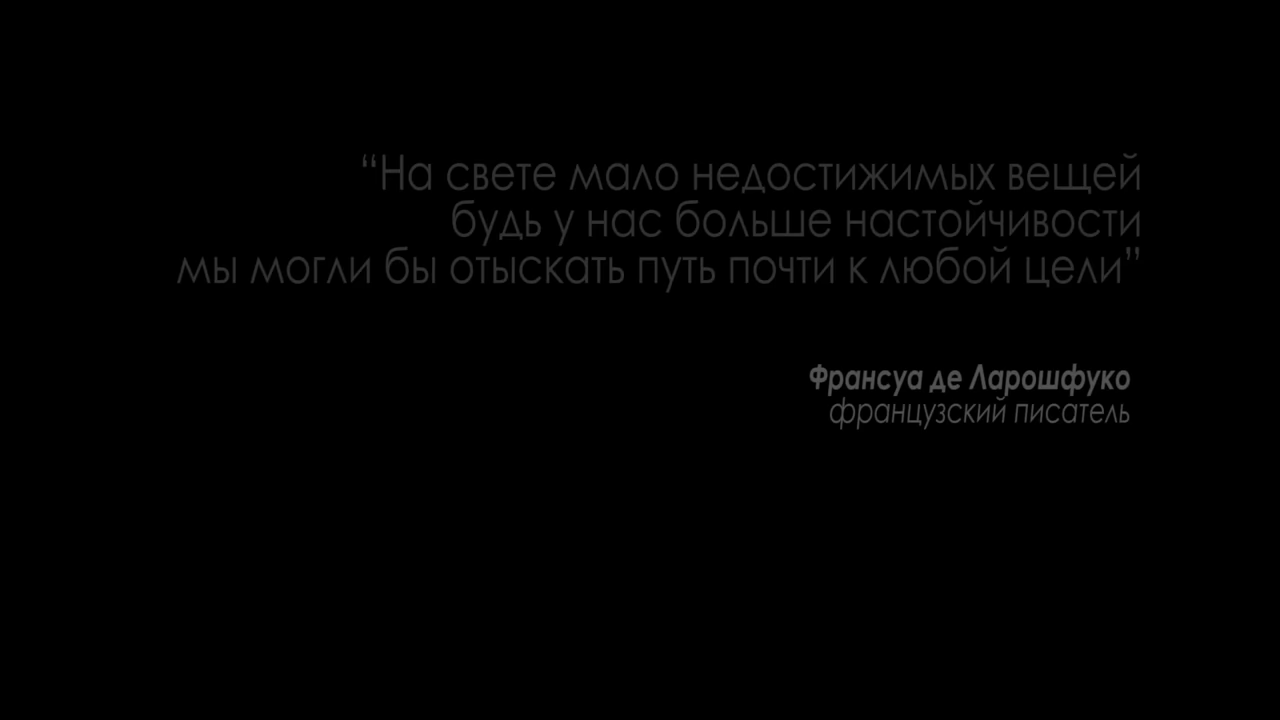 “На свете мало недостижимых вещей
будь у нас больше настойчивости
мы могли бы отыскать путь почти к любой цели”
Франсуа де Ларошфуко
французский писатель